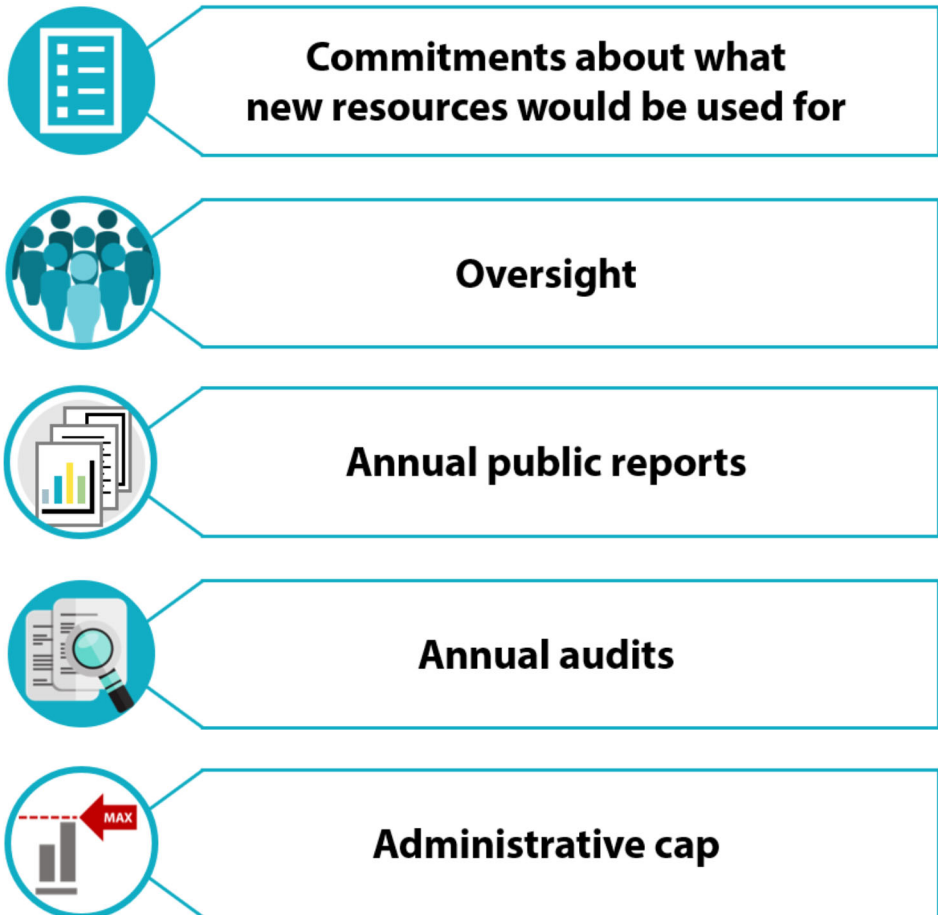 Commitments about what
new resources would be used for
Oversight
Annual public reports
Annual audits
MAX
Administrative cap